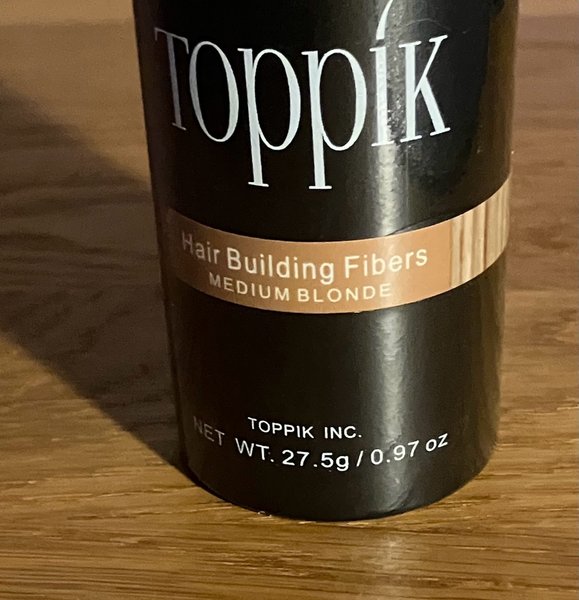 TOPPIK
Hair Building Fibers
MEDIUM BLONDE
TOPPIK INC.
NET WT. 27.5g / 0.97 oz